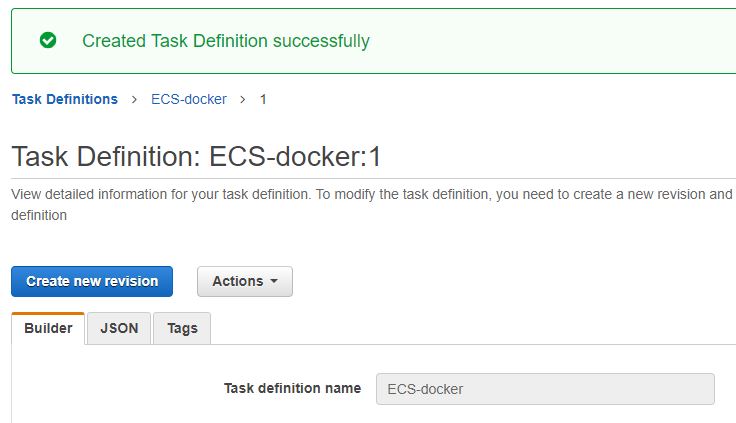 Created Task Definition successfully
Task Definitions > ECS-docker > 1
Task Definition: ECS-docker:1
View detailed information for your task definition. To modify the task definition, you need to create a new revision and
definition
Create new revision Actions
Builder JSON Tags
Task definition name ECS-docker